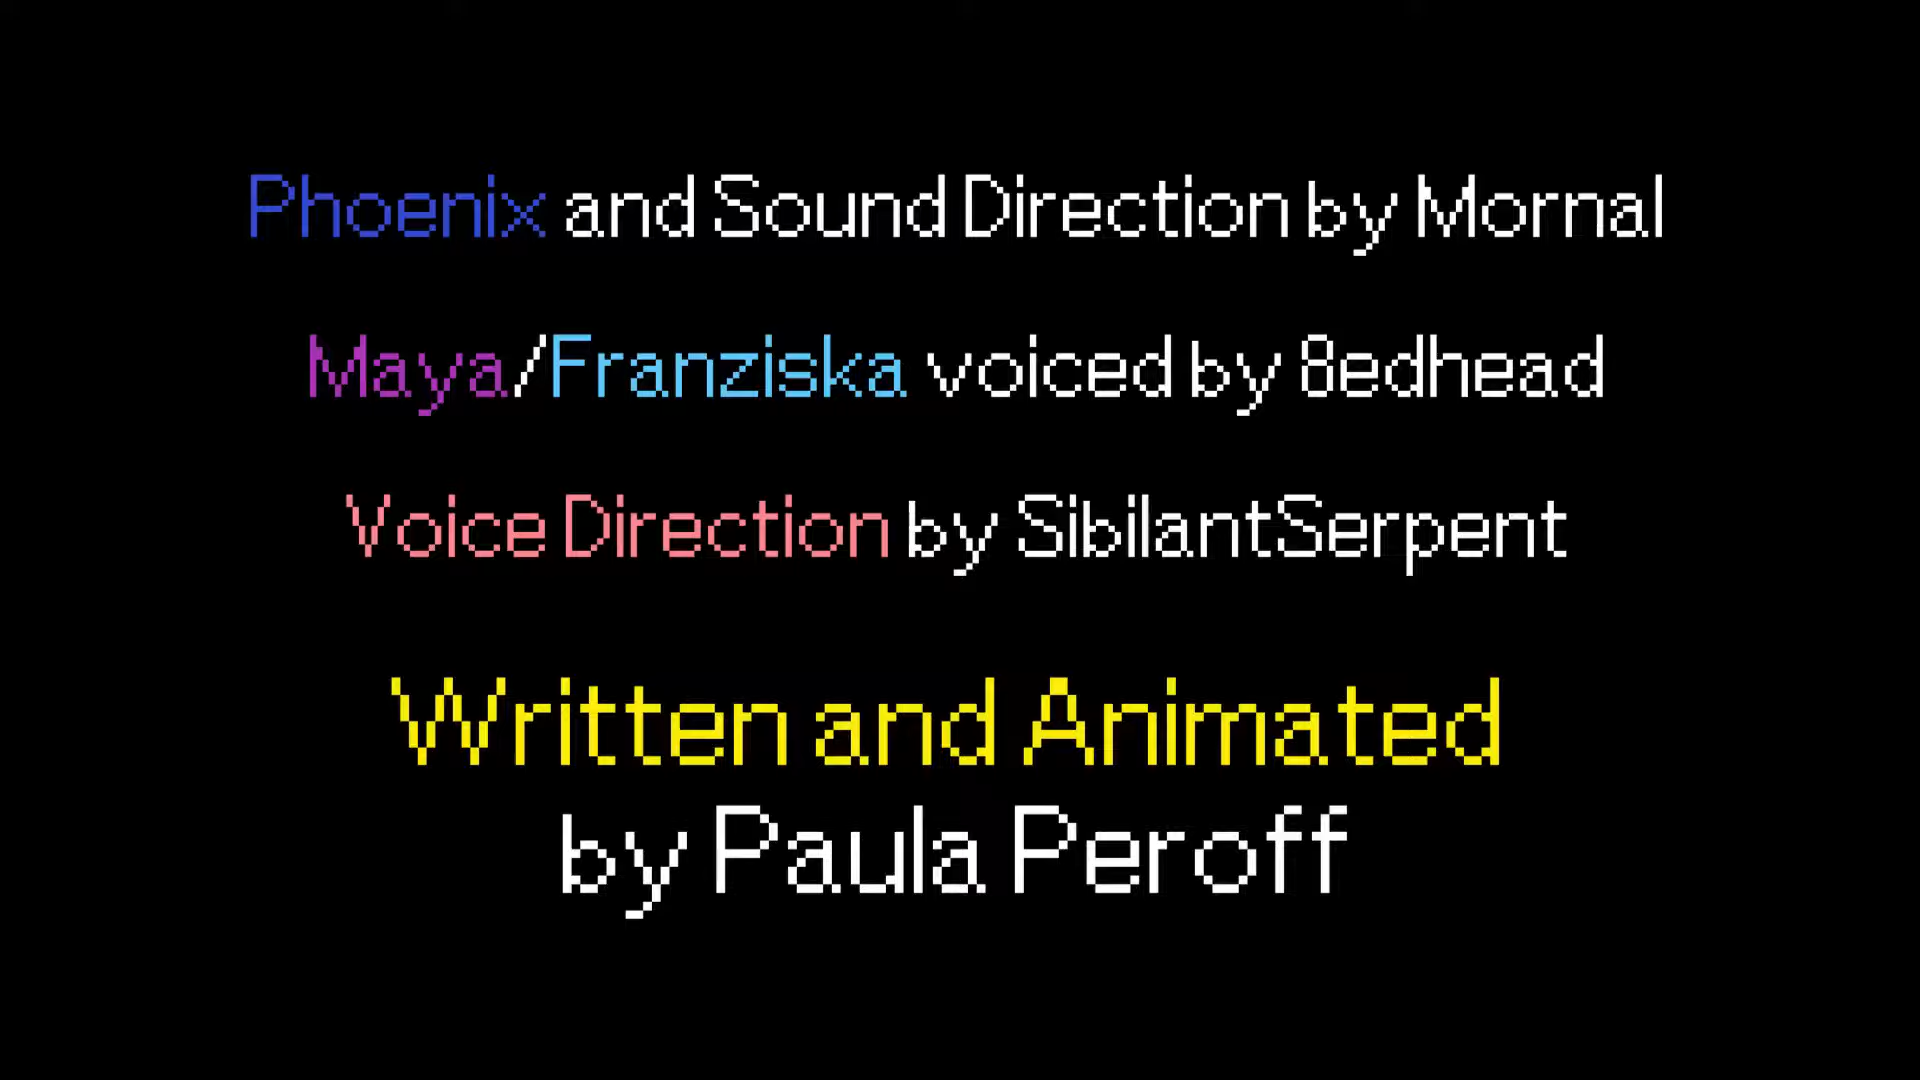 Phoenix and Sound Direction by Mornal
Maya/Franziska voiced by 8edhead
Voice Direction by SibilantSerpent
Written and Animated
by Paula Peroff